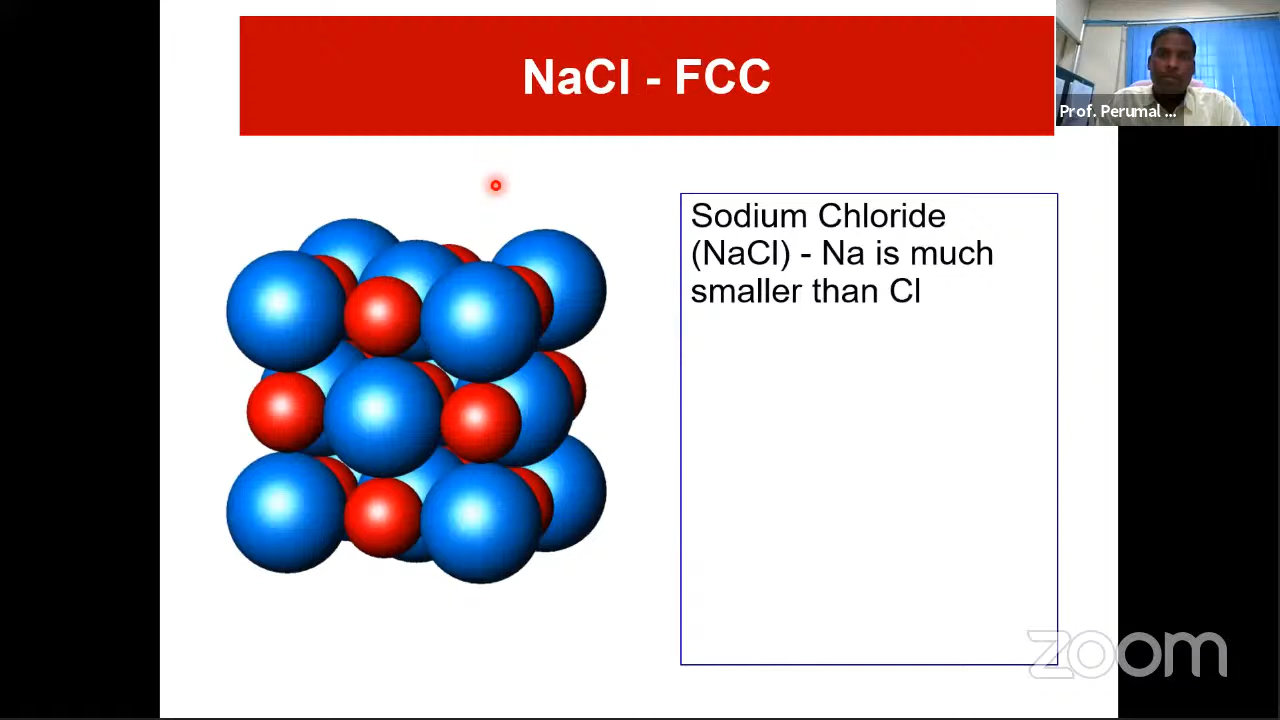 NaCl - FCC
Prof. Perumal ...
Sodium Chloride
(NaCl) - Na is much
smaller than Cl
zoom